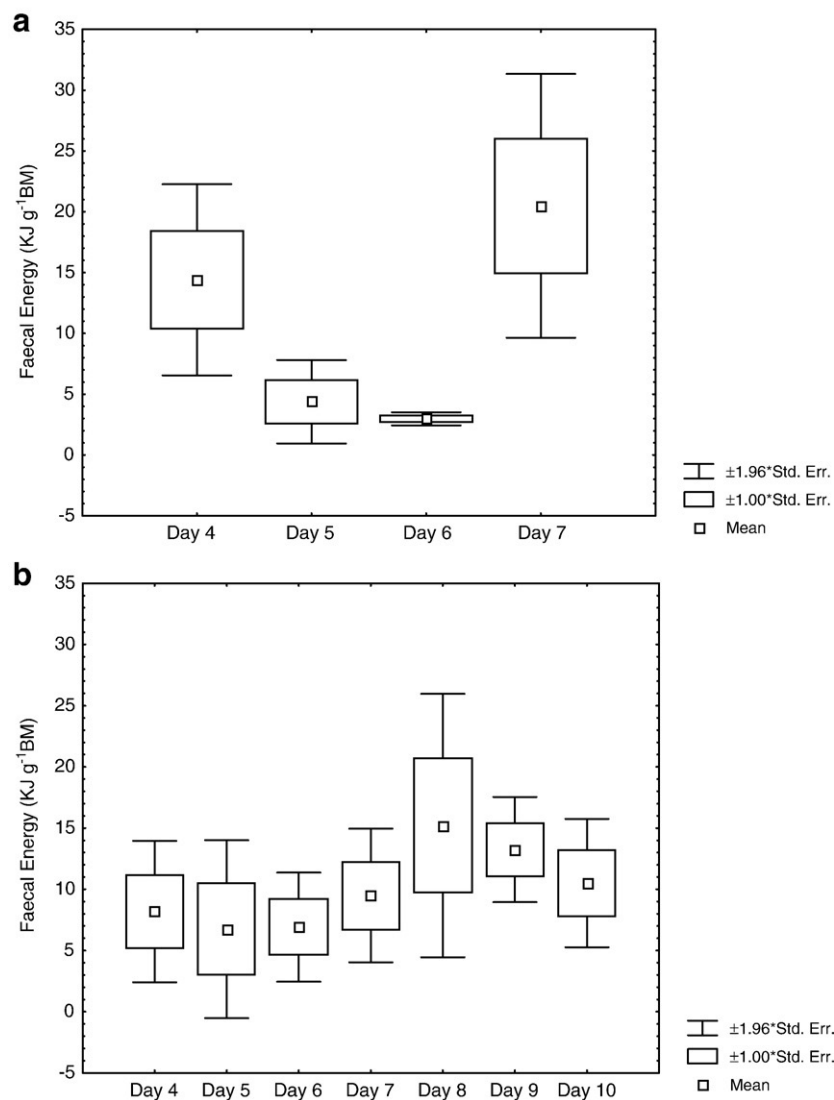 a
35
30
25
20
15
10
5
0
-5
Faecal Energy (KJ g⁻¹BM)
Day 4 Day 5 Day 6 Day 7
±1.96*Std. Err.
±1.00*Std. Err.
Mean
b
35
30
25
20
15
10
5
0
-5
Faecal Energy (KJ g⁻¹BM)
Day 4 Day 5 Day 6 Day 7 Day 8 Day 9 Day 10
±1.96*Std. Err.
±1.00*Std. Err.
Mean